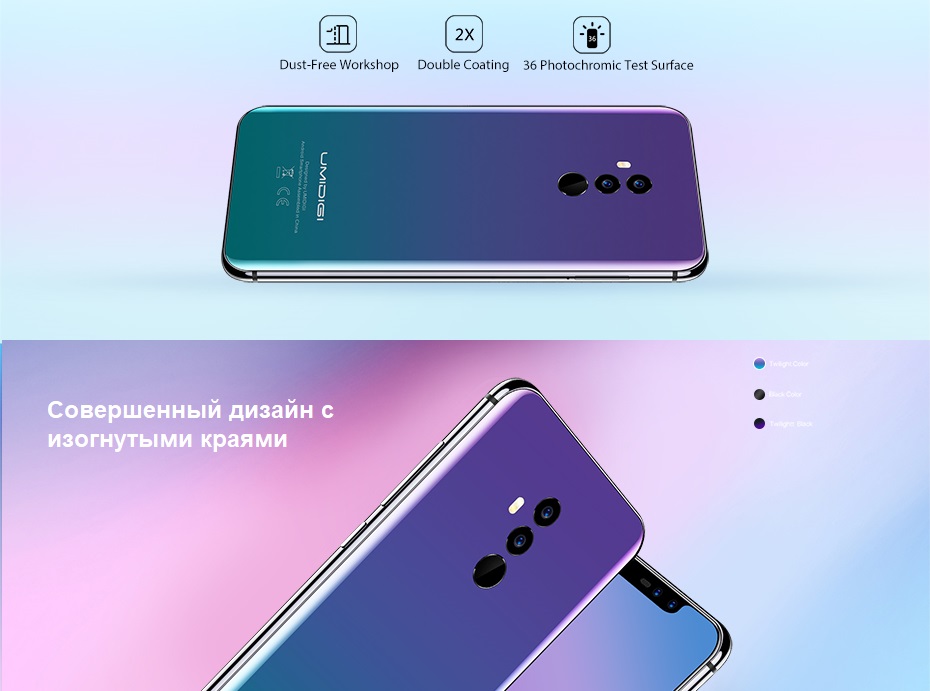 2X
36
Dust-Free Workshop
Double Coating
36 Photochromic Test Surface
UMIDIGI
Designed by UMIDIGI
Android Smartphone Assembled in China
CE
Twilight Color
Совершенный дизайн с
изогнутыми краями
Black Color
Twilight Black